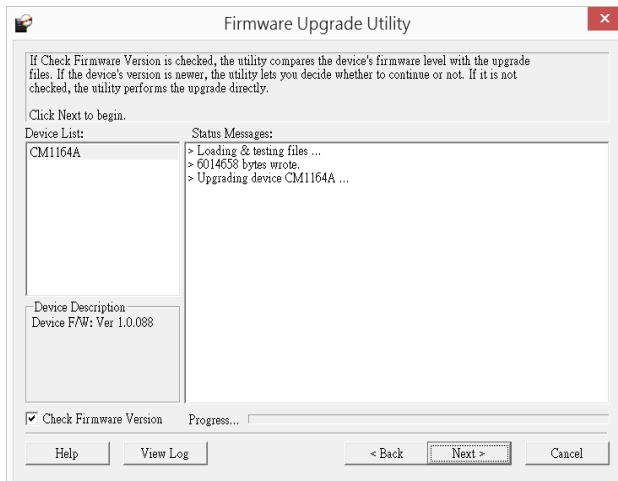 Firmware Upgrade Utility
If Check Firmware Version is checked, the utility compares the device's firmware level with the upgrade
files. If the device's version is newer, the utility lets you decide whether to continue or not. If it is not
checked, the utility performs the upgrade directly.
Click Next to begin.
Device List:
CM1164A
Status Messages:
> Loading & testing files ...
> 6014658 bytes wrote.
> Upgrading device CM1164A ...
Device Description
Device F/W: Ver 1.0.088
Check Firmware Version
Progress...
Help
View Log
< Back
Next >
Cancel